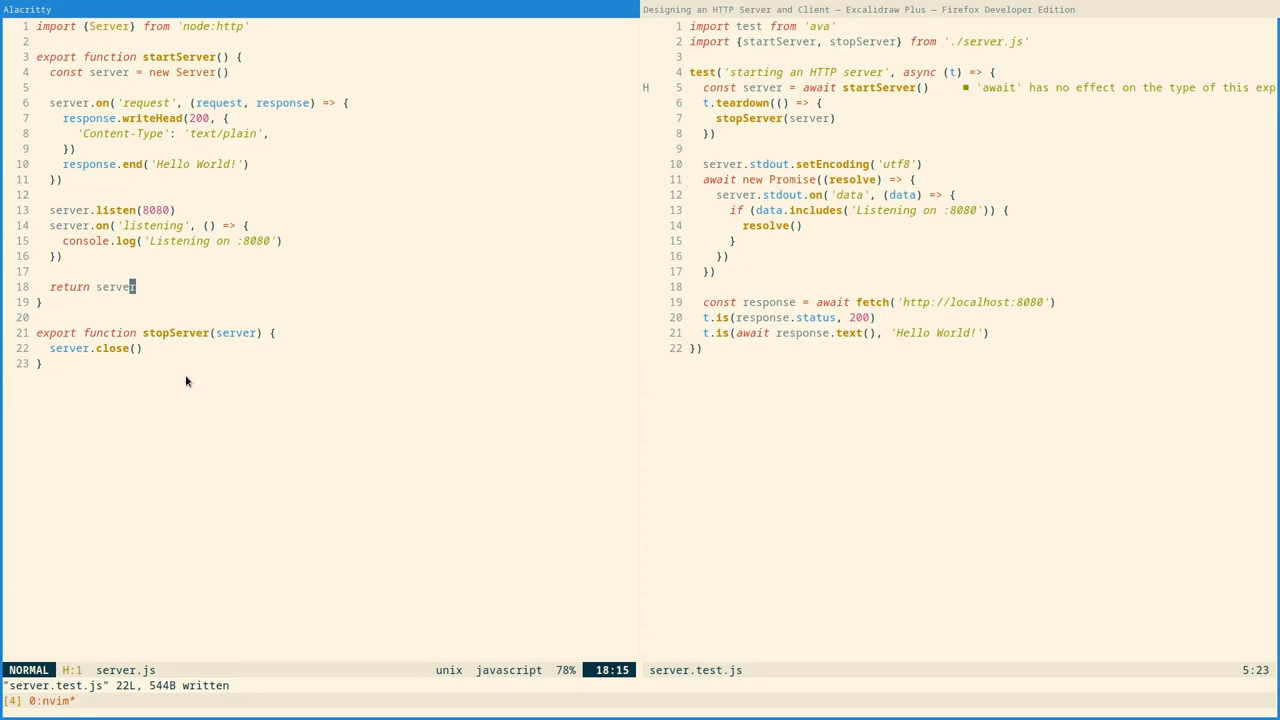 Alacritty
1 import {Server} from 'node:http'
2
3 export function startServer() {
4   const server = new Server()
5
6   server.on('request', (request, response) => {
7     response.writeHead(200, {
8       'Content-Type': 'text/plain',
9     })
10     response.end('Hello World!')
11   })
12
13   server.listen(8080)
14   server.on('listening', () => {
15     console.log('Listening on :8080')
16   })
17
18   return server
19 }
20
21 export function stopServer(server) {
22   server.close()
23 }
NORMAL H:1 server.js unix javascript 78% 18:15
"server.test.js" 22L, 544B written
[4] 0:nvim*
Designing an HTTP Server and Client — Excalidraw Plus — Firefox Developer Edition
1 import test from 'ava'
2 import {startServer, stopServer} from './server.js'
3
4 test('starting an HTTP server', async (t) => {
H 5   const server = await startServer()     ■ 'await' has no effect on the type of this exp
6   t.teardown(() => {
7     stopServer(server)
8   })
9
10   server.stdout.setEncoding('utf8')
11   await new Promise((resolve) => {
12     server.stdout.on('data', (data) => {
13       if (data.includes('Listening on :8080')) {
14         resolve()
15       }
16     })
17   })
18
19   const response = await fetch('http://localhost:8080')
20   t.is(response.status, 200)
21   t.is(await response.text(), 'Hello World!')
22 })
server.test.js 5:23